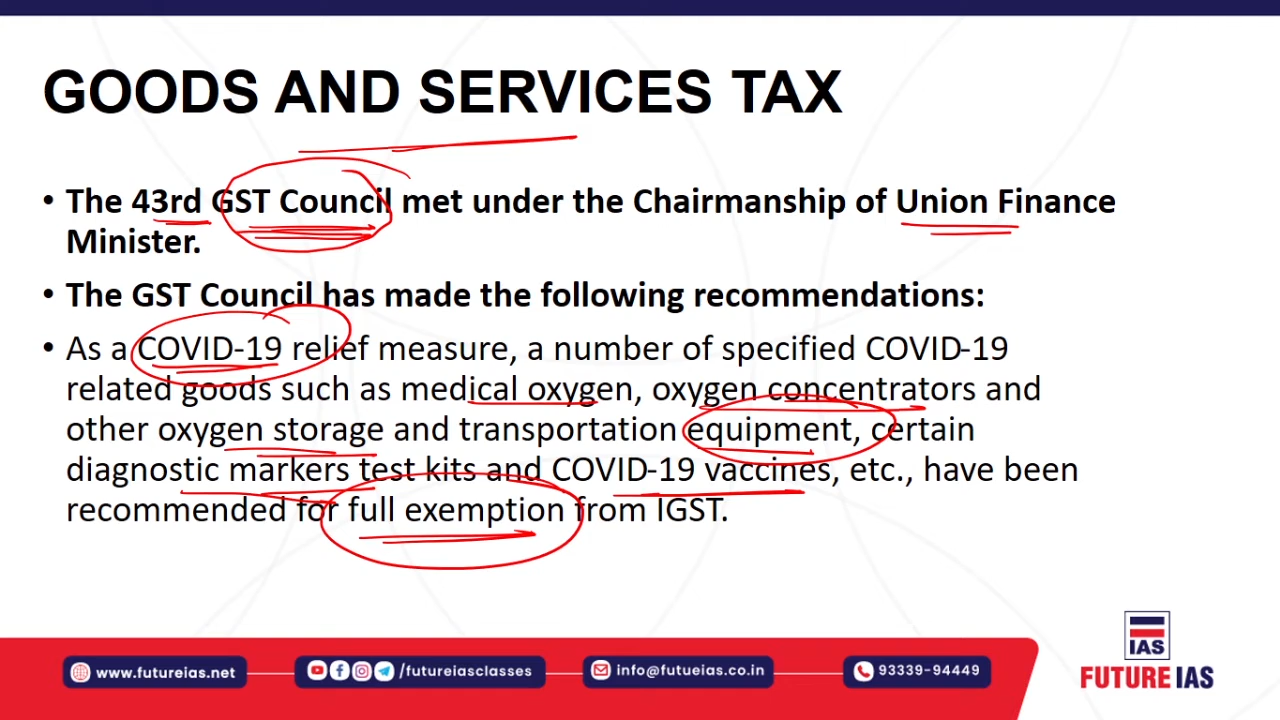 GOODS AND SERVICES TAX
• The 43rd GST Council met under the Chairmanship of Union Finance
Minister.
• The GST Council has made the following recommendations:
• As a COVID-19 relief measure, a number of specified COVID-19
related goods such as medical oxygen, oxygen concentrators and
other oxygen storage and transportation equipment, certain
diagnostic markers test kits and COVID-19 vaccines, etc., have been
recommended for full exemption from IGST.
IAS
FUTURE IAS
www.futureias.net
/futureiasclasses
info@futueias.co.in
93339-94449